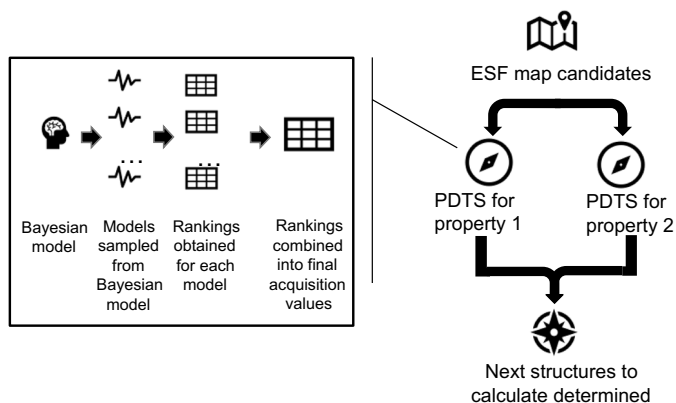 ESF map candidates
PDTS for
property 1
PDTS for
property 2
Next structures to
calculate determined
...
...
Bayesian
model
Models
sampled
from
Bayesian
model
Rankings
obtained
for each
model
Rankings
combined
into final
acquisition
values